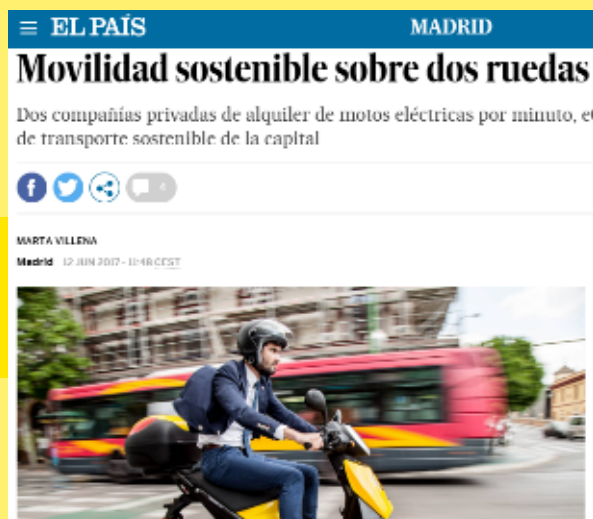 EL PAÍS
MADRID
Movilidad sostenible sobre dos ruedas
Dos compañías privadas de alquiler de motos eléctricas por minuto,
de transporte sostenible de la capital
4
MARTA VILLENA
Madrid 12 JUN 2017 - 11:48 CEST